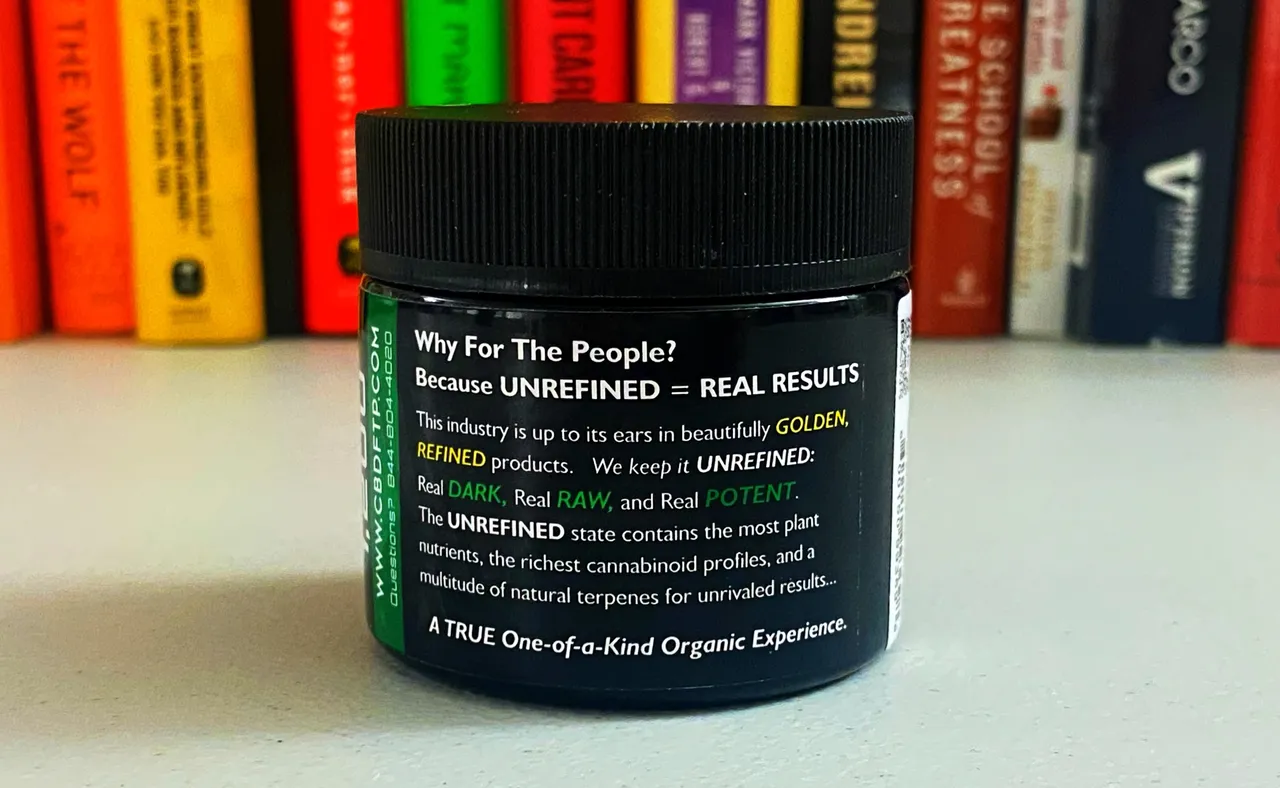 THE WOLF
SCHOOL of
GREATNESS
Why For The People?
Because UNREFINED = REAL RESULTS
This industry is up to its ears in beautifully GOLDEN,
REFINED products. We keep it UNREFINED:
Real DARK, Real RAW, and Real POTENT.
The UNREFINED state contains the most plant
nutrients, the richest cannabinoid profiles, and a
multitude of natural terpenes for unrivaled results...
A TRUE One-of-a-Kind Organic Experience.
WWW.CBDFTP.COM
Questions? 844-804-4020